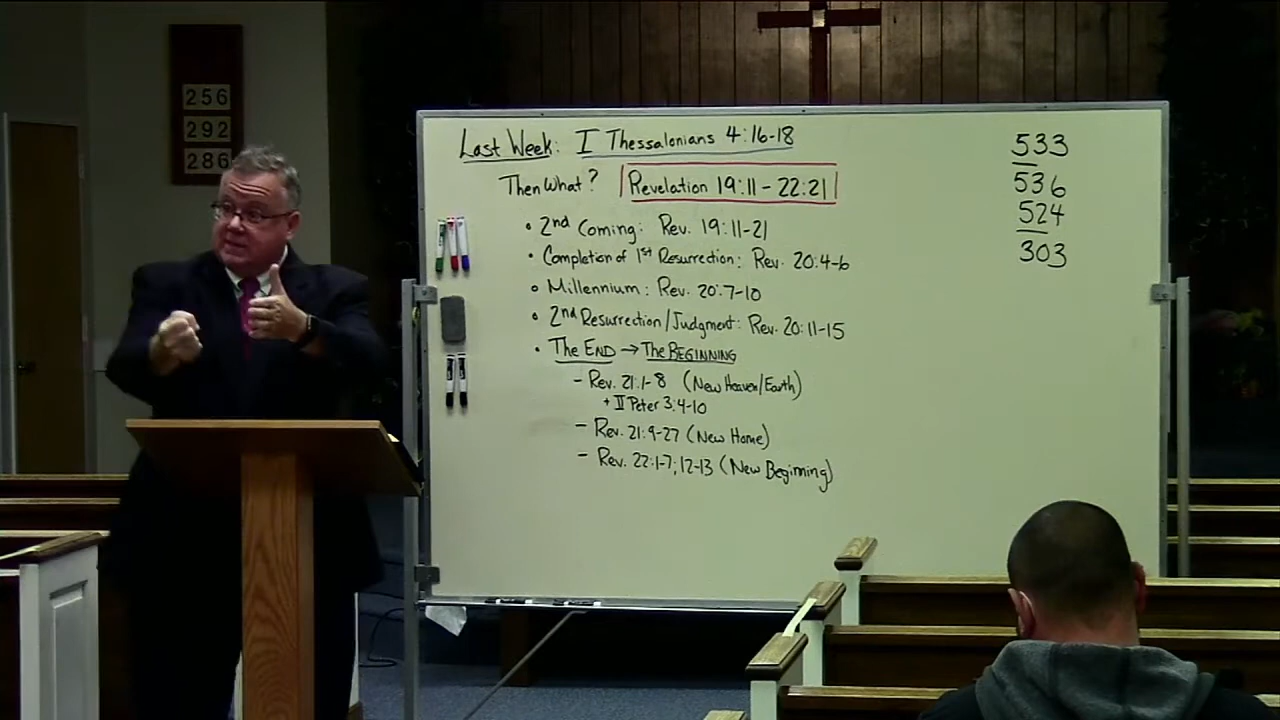 256
292
286
Last Week: I Thessalonians 4:16-18
Then What? Revelation 19:11 - 22:21
• 2nd Coming: Rev. 19:11-21
• Completion of 1st Resurrection: Rev. 20:4-6
• Millennium: Rev. 20:7-10
• 2nd Resurrection/Judgment: Rev. 20:11-15
• The END → The BEGINNING
- Rev. 21:1-8 (New Heaven/Earth)
+ II Peter 3:4-10
- Rev. 21:9-27 (New Home)
- Rev. 22:1-7; 12-13 (New Beginning)
533
536
524
303